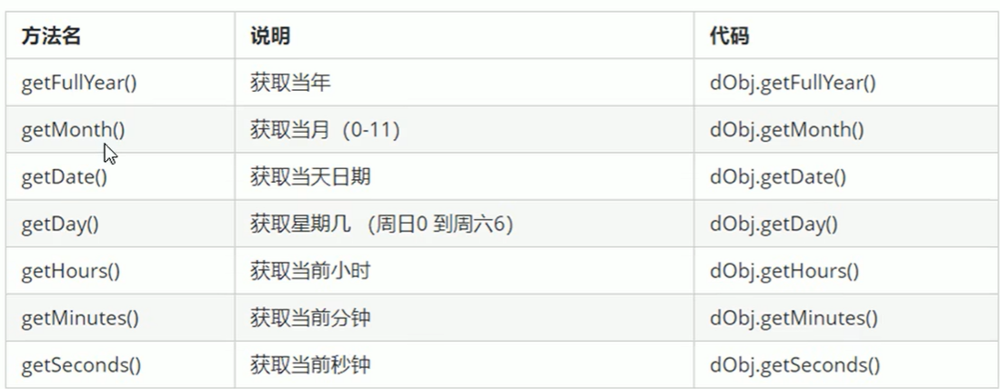 方法名 说明 代码
getFullYear() 获取当年 dObj.getFullYear()
getMonth() 获取当月（0-11） dObj.getMonth()
getDate() 获取当天日期 dObj.getDate()
getDay() 获取星期几 （周日0 到周六6） dObj.getDay()
getHours() 获取当前小时 dObj.getHours()
getMinutes() 获取当前分钟 dObj.getMinutes()
getSeconds() 获取当前秒钟 dObj.getSeconds()